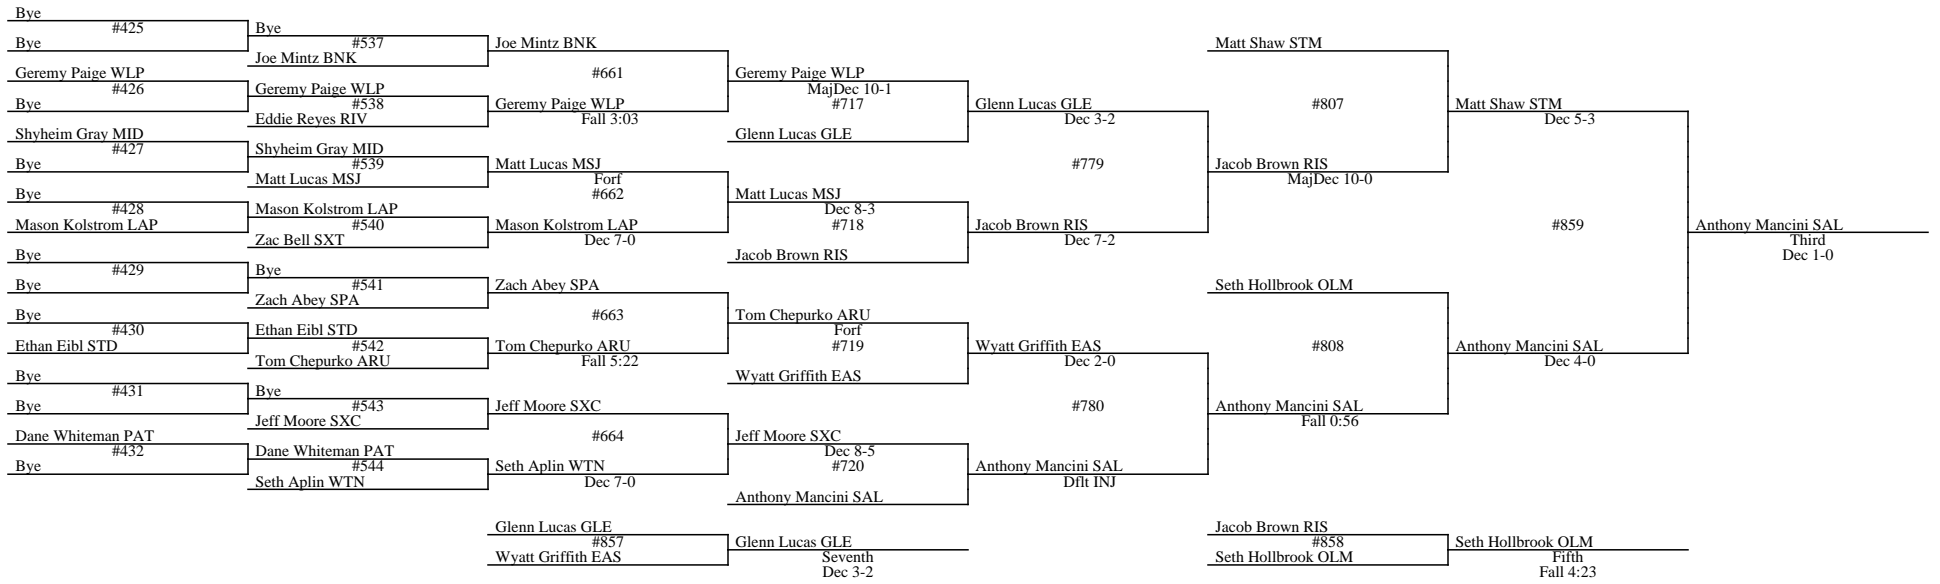 Bye
#425
Bye
Geremy Paige WLP
#426
Bye
Shyheim Gray MID
#427
Bye
Bye
#428
Mason Kolstrom LAP
Bye
#429
Bye
Bye
#430
Ethan Eibl STD
Bye
#431
Bye
Dane Whiteman PAT
#432
Bye
Bye
#537
Joe Mintz BNK
Geremy Paige WLP
#538
Eddie Reyes RIV
Shyheim Gray MID
#539
Matt Lucas MSJ
Mason Kolstrom LAP
#540
Zac Bell SXT
Bye
#541
Zach Abey SPA
Ethan Eibl STD
#542
Tom Chepurko ARU
Bye
#543
Jeff Moore SXC
Dane Whiteman PAT
#544
Seth Aplin WTN
Joe Mintz BNK
#661
Geremy Paige WLP
Fall 3:03
Matt Lucas MSJ
Forf
#662
Mason Kolstrom LAP
Dec 7-0
Zach Abey SPA
#663
Tom Chepurko ARU
Fall 5:22
Jeff Moore SXC
#664
Seth Aplin WTN
Dec 7-0
Geremy Paige WLP
MajDec 10-1
#717
Glenn Lucas GLE
Matt Lucas MSJ
Dec 8-3
#718
Jacob Brown RIS
Tom Chepurko ARU
Forf
#719
Wyatt Griffith EAS
Jeff Moore SXC
Dec 8-5
#720
Anthony Mancini SAL
Glenn Lucas GLE
Dec 3-2
#779
Jacob Brown RIS
Dec 7-2
Wyatt Griffith EAS
Dec 2-0
#780
Anthony Mancini SAL
Dflt INJ
Matt Shaw STM
#807
Jacob Brown RIS
MajDec 10-0
Seth Hollbrook OLM
#808
Anthony Mancini SAL
Fall 0:56
Matt Shaw STM
Dec 5-3
#859
Anthony Mancini SAL
Dec 4-0
Anthony Mancini SAL
Third
Dec 1-0
Glenn Lucas GLE
#857
Wyatt Griffith EAS
Glenn Lucas GLE
Seventh
Dec 3-2
Jacob Brown RIS
#858
Seth Hollbrook OLM
Seth Hollbrook OLM
Fifth
Fall 4:23